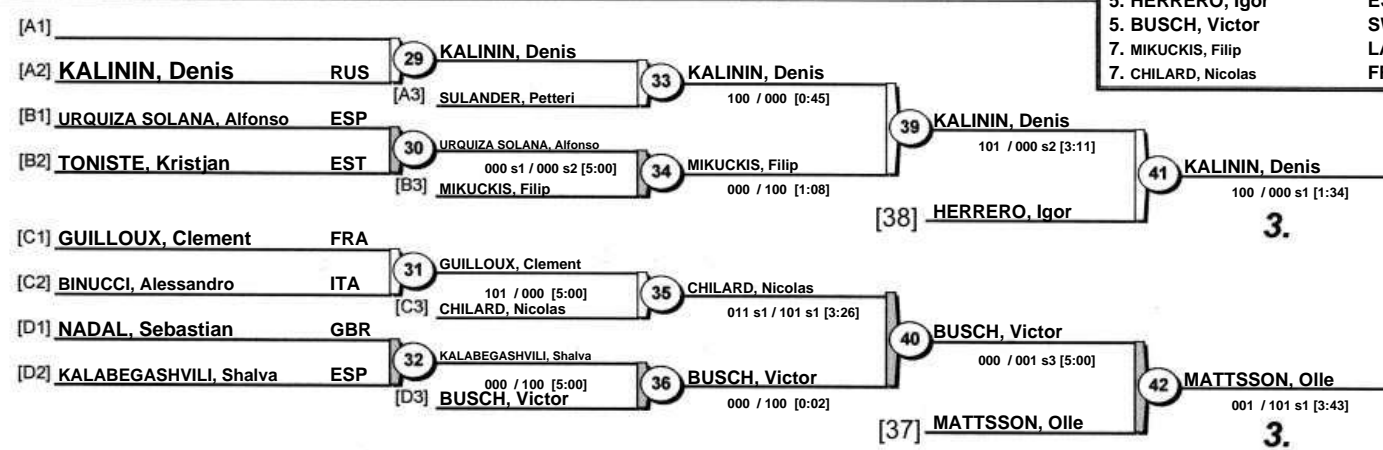 5. HERRERO, Igor
5. BUSCH, Victor
7. MIKUCKIS, Filip
7. CHILARD, Nicolas
[A1]
[A2] KALININ, Denis RUS
29
KALININ, Denis
[A3] SULANDER, Petteri
33
KALININ, Denis
100 / 000 [0:45]
[B1] URQUIZA SOLANA, Alfonso ESP
[B2] TONISTE, Kristjan EST
30
URQUIZA SOLANA, Alfonso
000 s1 / 000 s2 [5:00]
[B3] MIKUCKIS, Filip
34
MIKUCKIS, Filip
000 / 100 [1:08]
39
KALININ, Denis
101 / 000 s2 [3:11]
[38] HERRERO, Igor
41
KALININ, Denis
100 / 000 s1 [1:34]
3.
[C1] GUILLOUX, Clement FRA
[C2] BINUCCI, Alessandro ITA
31
GUILLOUX, Clement
101 / 000 [5:00]
[C3] CHILARD, Nicolas
35
CHILARD, Nicolas
011 s1 / 101 s1 [3:26]
[D1] NADAL, Sebastian GBR
[D2] KALABEGASHVILI, Shalva ESP
32
KALABEGASHVILI, Shalva
000 / 100 [5:00]
[D3] BUSCH, Victor
36
BUSCH, Victor
000 / 100 [0:02]
40
BUSCH, Victor
000 / 001 s3 [5:00]
[37] MATTSSON, Olle
42
MATTSSON, Olle
001 / 101 s1 [3:43]
3.